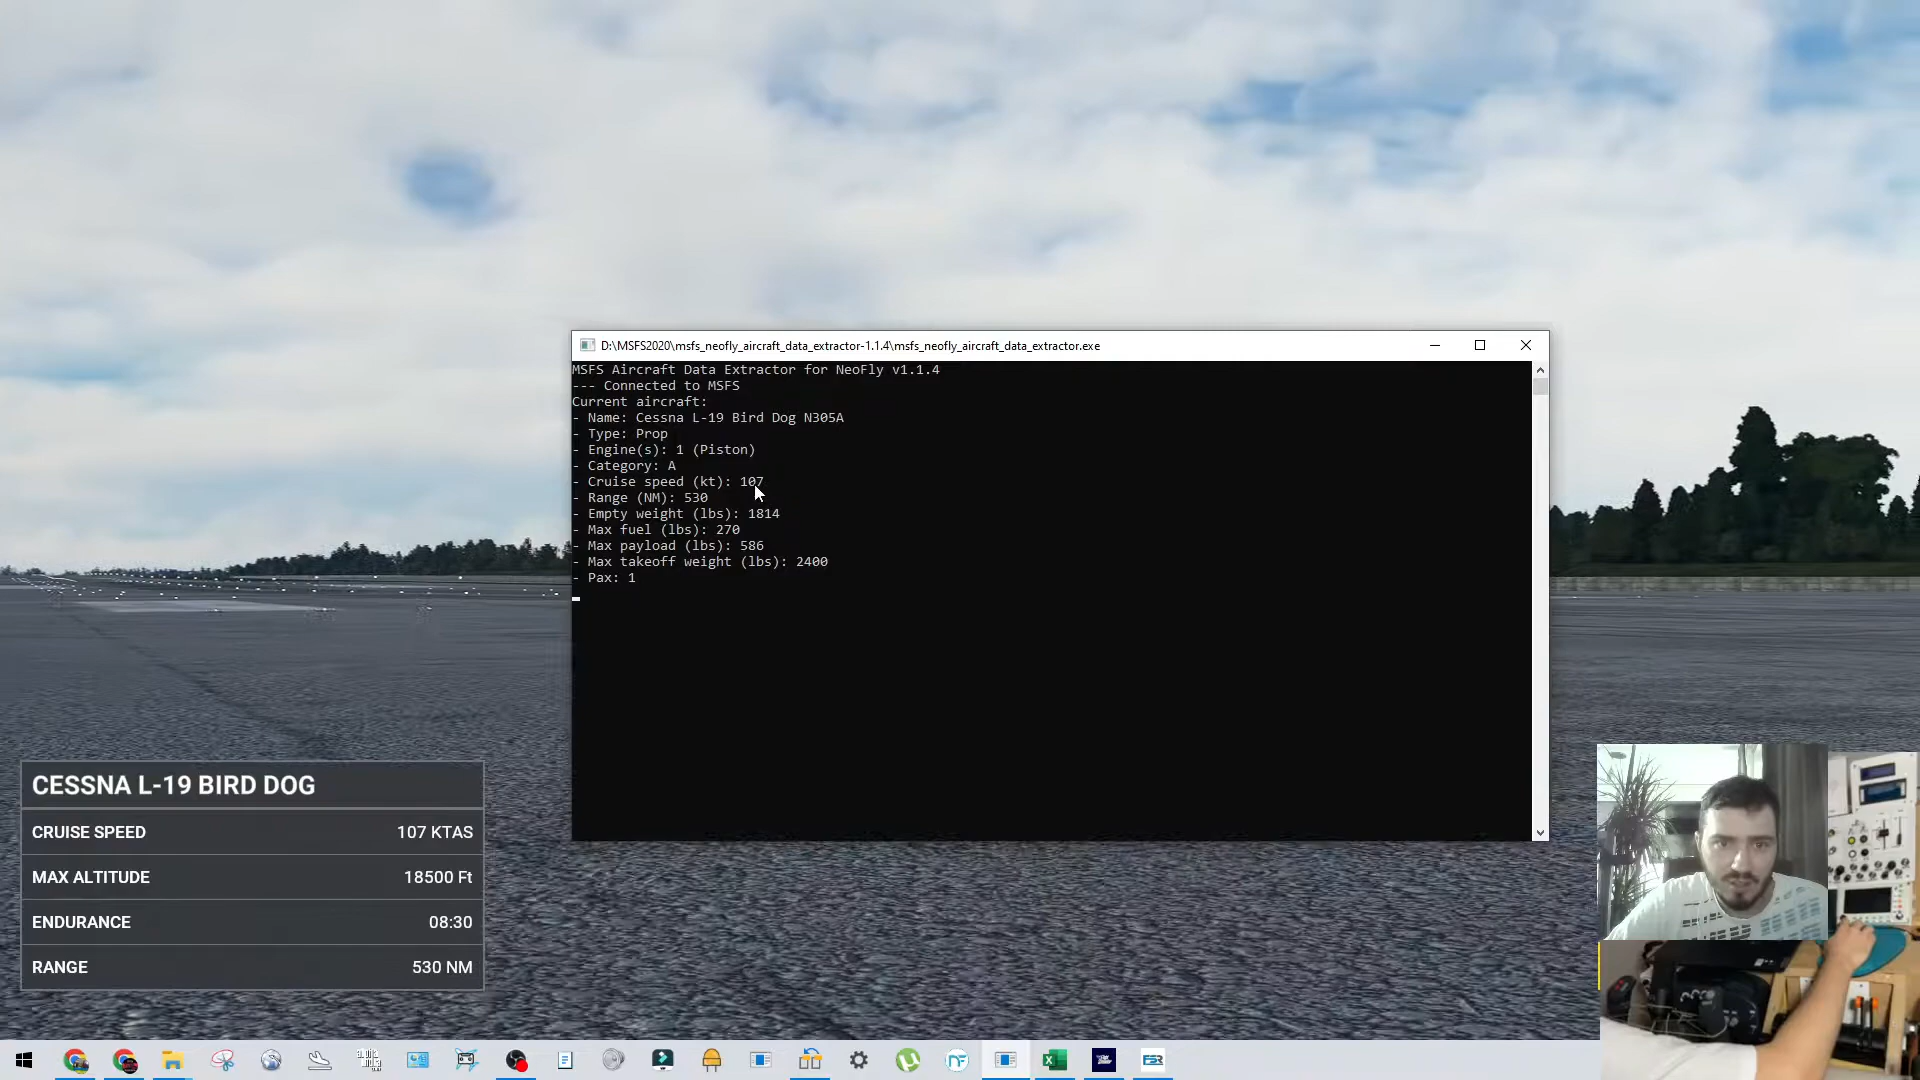 D:\MSFS2020\msfs_neofly_aircraft_data_extractor-1.1.4\msfs_neofly_aircraft_data_extractor.exe
MSFS Aircraft Data Extractor for NeoFly v1.1.4
--- Connected to MSFS
Current aircraft:
- Name: Cessna L-19 Bird Dog N305A
- Type: Prop
- Engine(s): 1 (Piston)
- Category: A
- Cruise speed (kt): 107
- Range (NM): 530
- Empty weight (lbs): 1814
- Max fuel (lbs): 270
- Max payload (lbs): 586
- Max takeoff weight (lbs): 2400
- Pax: 1
CESSNA L-19 BIRD DOG
CRUISE SPEED 107 KTAS
MAX ALTITUDE 18500 Ft
ENDURANCE 08:30
RANGE 530 NM
FSR